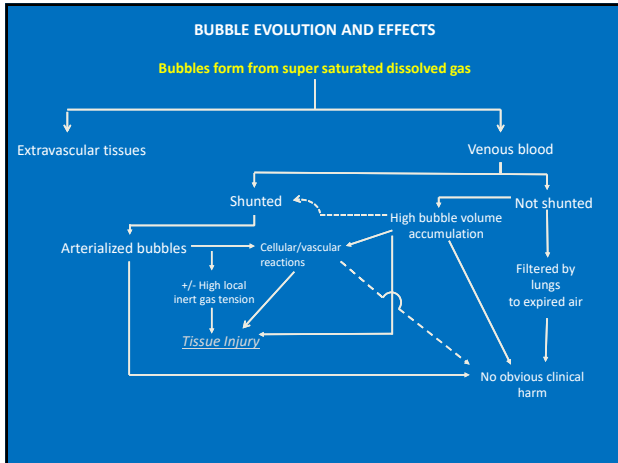 BUBBLE EVOLUTION AND EFFECTS
Bubbles form from super saturated dissolved gas
Extravascular tissues
Venous blood
Shunted
Not shunted
High bubble volume
accumulation
Arterialized bubbles
Cellular/vascular
reactions
Filtered by
lungs
to expired air
+/- High local
inert gas tension
Tissue Injury
No obvious clinical
harm